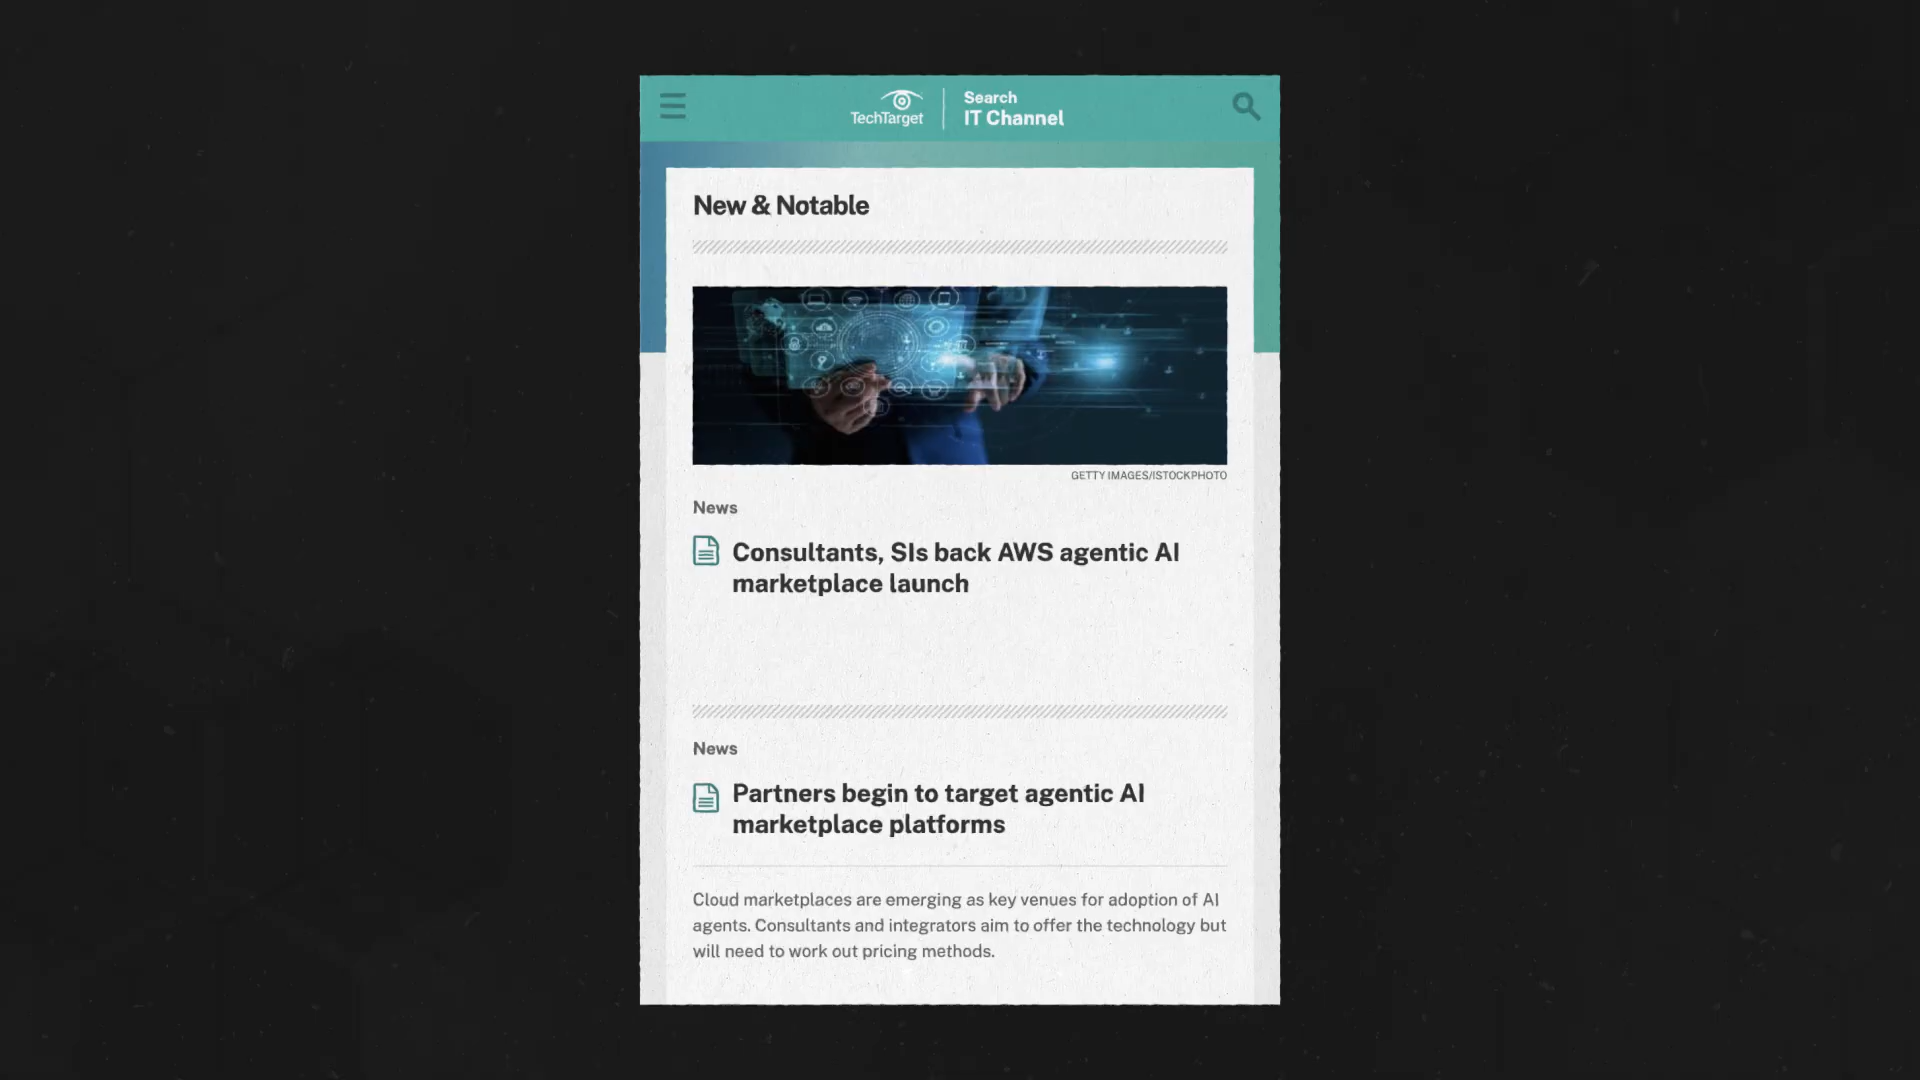 TechTarget
Search
IT Channel
New & Notable
GETTY IMAGES/ISTOCKPHOTO
News
Consultants, SIs back AWS agentic AI
marketplace launch
News
Partners begin to target agentic AI
marketplace platforms
Cloud marketplaces are emerging as key venues for adoption of AI
agents. Consultants and integrators aim to offer the technology but
will need to work out pricing methods.